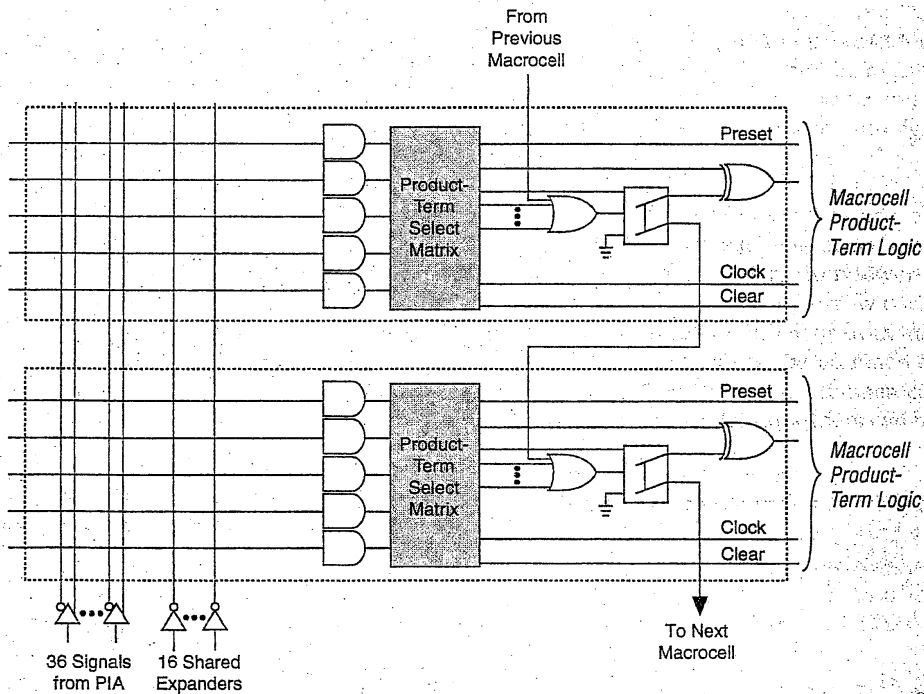 From
Previous
Macrocell
Preset
Product-
Term
Select
Matrix
Clock
Clear
Macrocell
Product-
Term Logic
Preset
Product-
Term
Select
Matrix
Clock
Clear
Macrocell
Product-
Term Logic
36 Signals
from PIA
16 Shared
Expanders
To Next
Macrocell